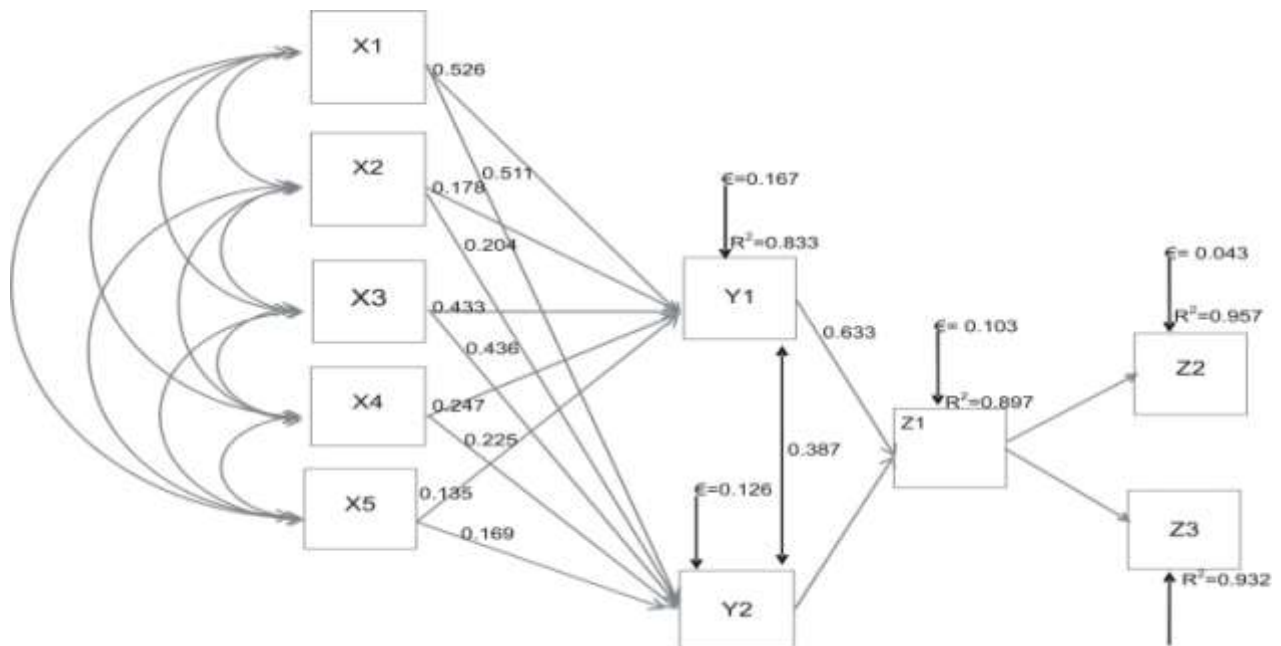 X1
0.526
X2
0.511
0.178
€=0.167
0.204
R²=0.833
X3
0.433
Y1
€= 0.043
0.436
0.633
€= 0.103
R²=0.957
Z2
X4
0.247
R²=0.897
Z1
0.225
0.387
0.135
€=0.126
X5
0.169
Z3
R²=0.932
Y2